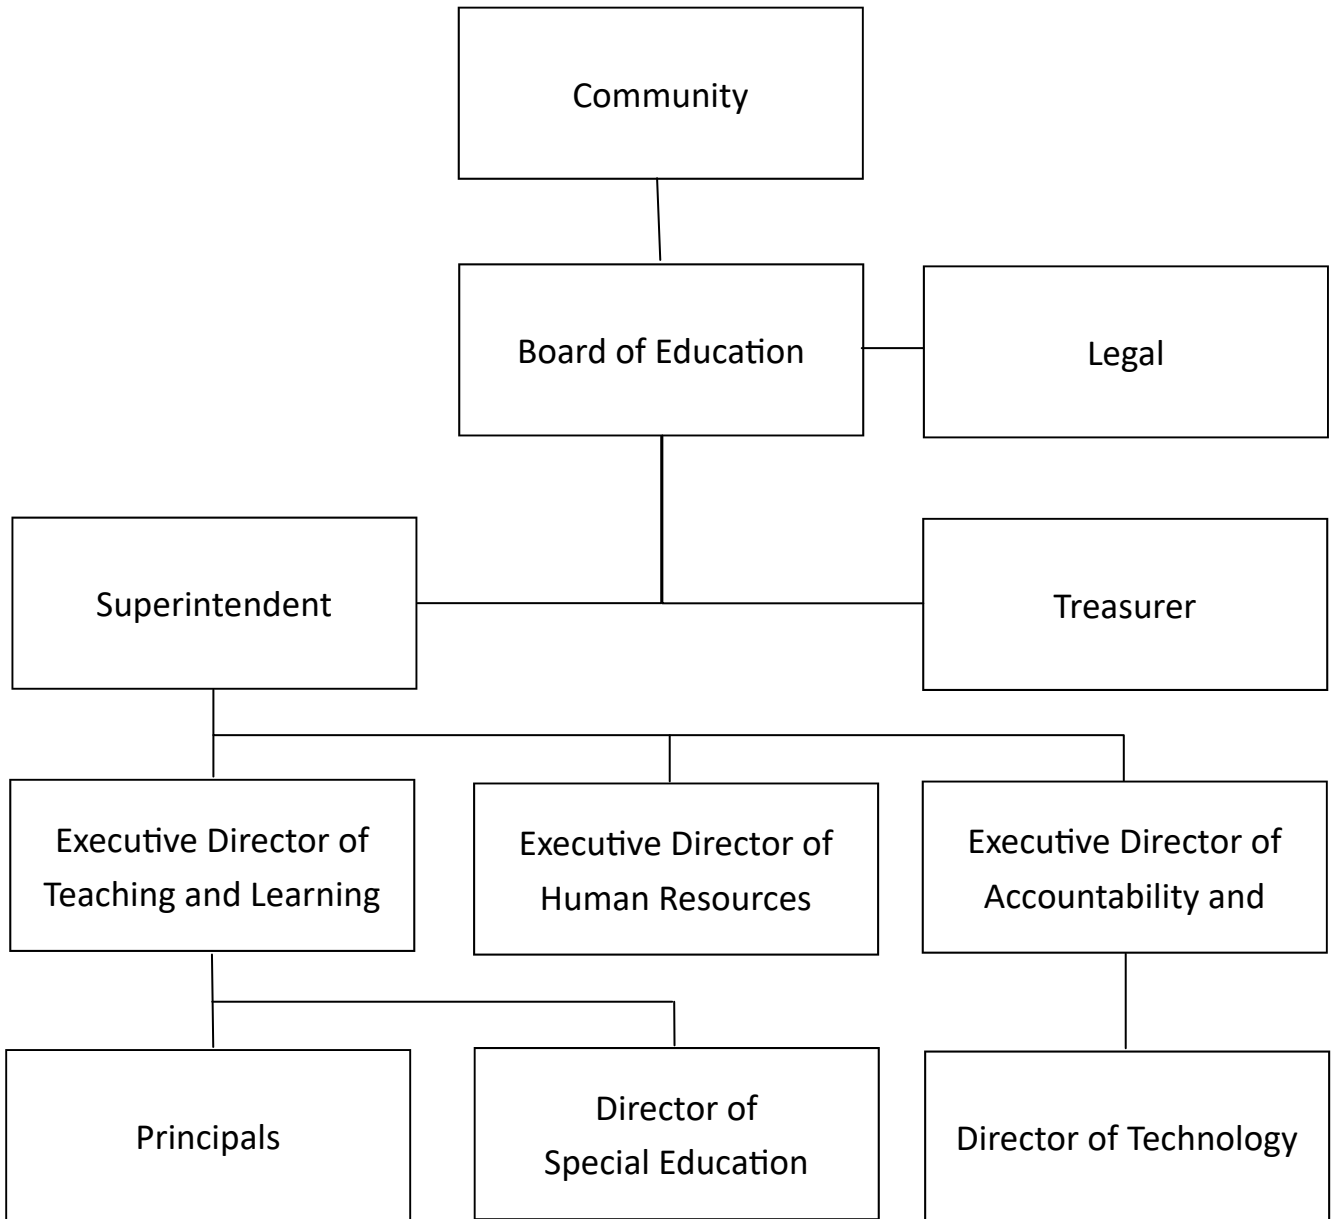 Community
Board of Education
Legal
Superintendent
Treasurer
Executive Director of
Teaching and Learning
Executive Director of
Human Resources
Executive Director of
Accountability and
Principals
Director of
Special Education
Director of Technology